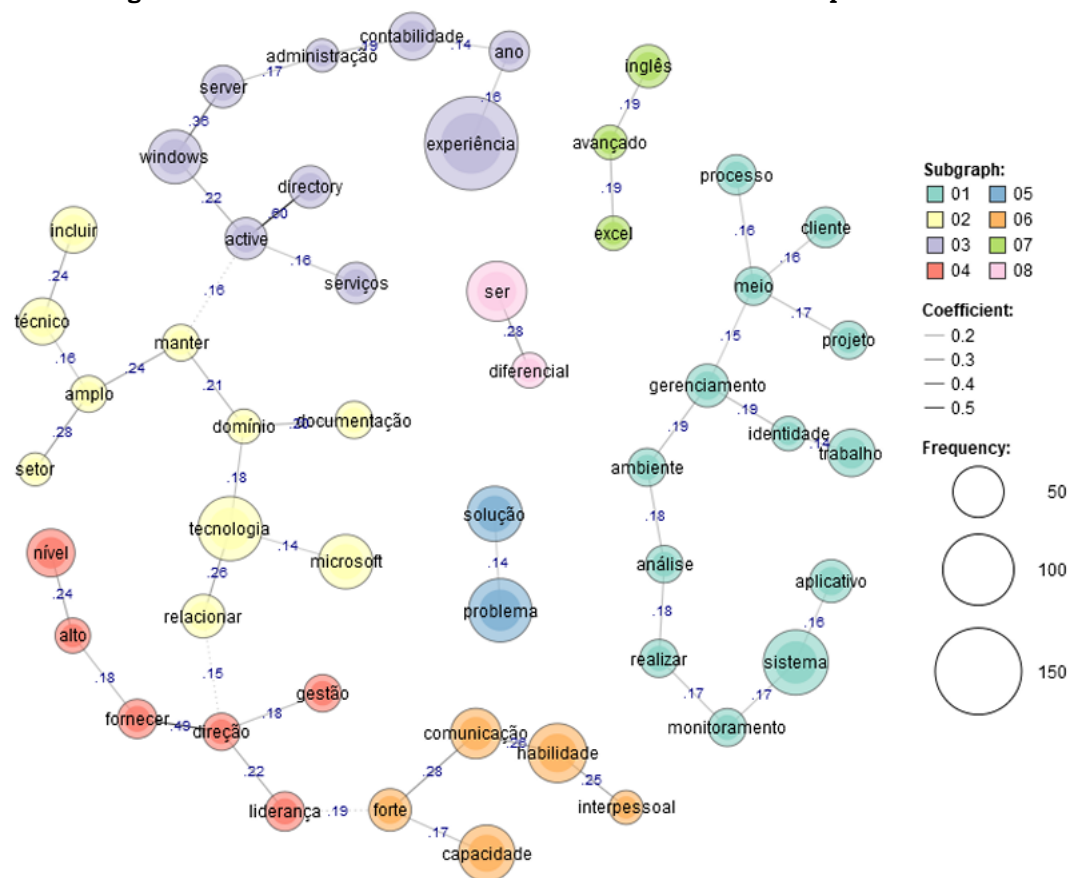 contabilidade
.19
.14
ano
administração
.17
server
.16
inglês
.19
.36
experiência
avançado
windows
processo
.19
directory
.22
.60
Subgraph:
01 05
02 06
03 07
04 08
incluir
active
excel
.16
cliente
.16
.16
.24
serviços
ser
meio
.16
técnico
.17
Coefficient:
0.2
0.3
0.4
0.5
manter
.28
.15
projeto
.16
.24
diferencial
amplo
.21
gerenciamento
.28
domínio
documentação
.19
.19
identidade
trabalho
.14
setor
.18
ambiente
Frequency:
50
100
150
solução
.18
tecnologia
.14
microsoft
.14
nível
análise
aplicativo
.26
.24
problema
.18
.16
relacionar
alto
realizar
sistema
.15
.18
.17
.17
gestão
fornecer
.49
.18
direção
monitoramento
comunicação
habilidade
.22
.28
.25
liderança
.19
forte
interpessoal
.17
capacidade